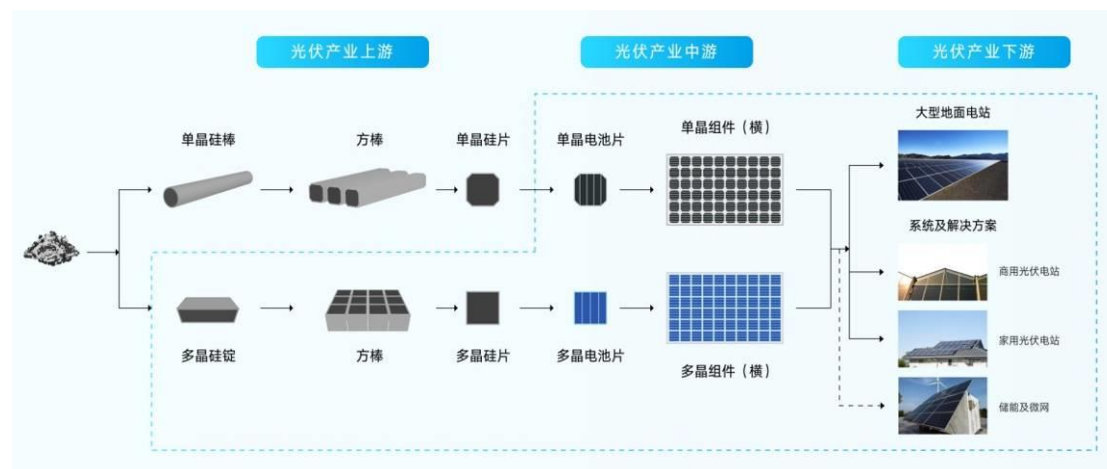 光伏产业上游
光伏产业中游
光伏产业下游
大型地面电站
单晶硅棒
方棒
单晶硅片
单晶电池片
单晶组件（横）
系统及解决方案
商用光伏电站
家用光伏电站
多晶硅锭
方棒
多晶硅片
多晶电池片
多晶组件（横）
储能及微网